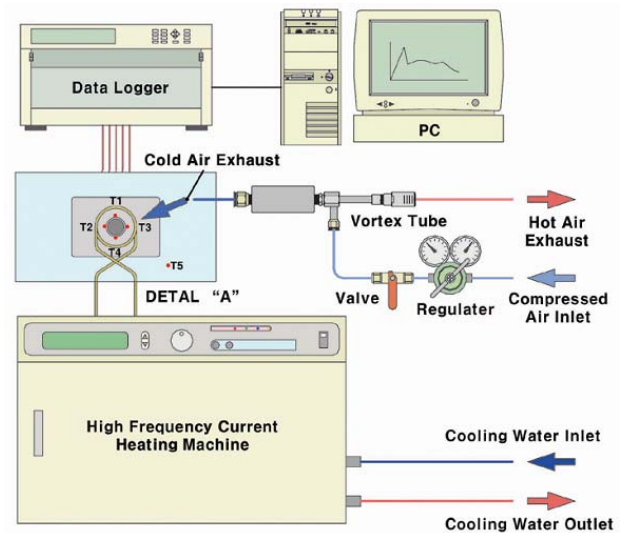 Data Logger
PC
Cold Air Exhaust
T1
T2
T3
T4
T5
Vortex Tube
Hot Air
Exhaust
Valve
Regulater
Compressed
Air Inlet
DETAL "A"
High Frequency Current
Heating Machine
Cooling Water Inlet
Cooling Water Outlet